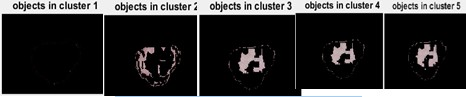 objects in cluster 1
objects in cluster 2
objects in cluster 3
objects in cluster 4
objects in cluster 5